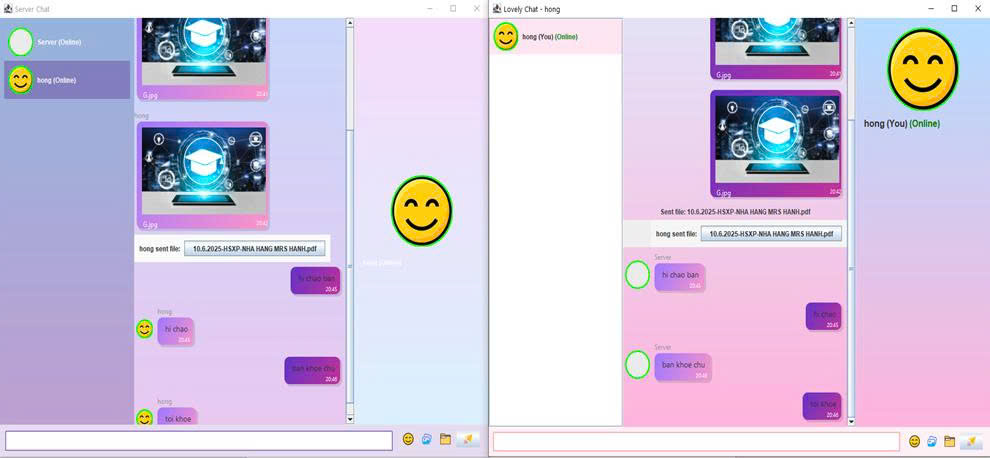 Server Chat
Server (Online)
hong (Online)
G.jpg
20:41
hong
G.jpg
20:42
hong sent file: 10.6.2025-HSXP-NHA HANG MRS HANH.pdf
hi chao ban
20:45
hong
hi chao
20:45
ban khoe chu
20:46
hong
toi khoe
hong (Online)
Lovely Chat - hong
hong (You) (Online)
20:41
G.jpg
20:42
Sent file: 10.6.2025-HSXP-NHA HANG MRS HANH.pdf
hong sent file: 10.6.2025-HSXP-NHA HANG MRS HANH.pdf
Server
hi chao ban
20:45
hi chao
20:45
Server
ban khoe chu
20:46
toi khoe
20:46
hong (You) (Online)